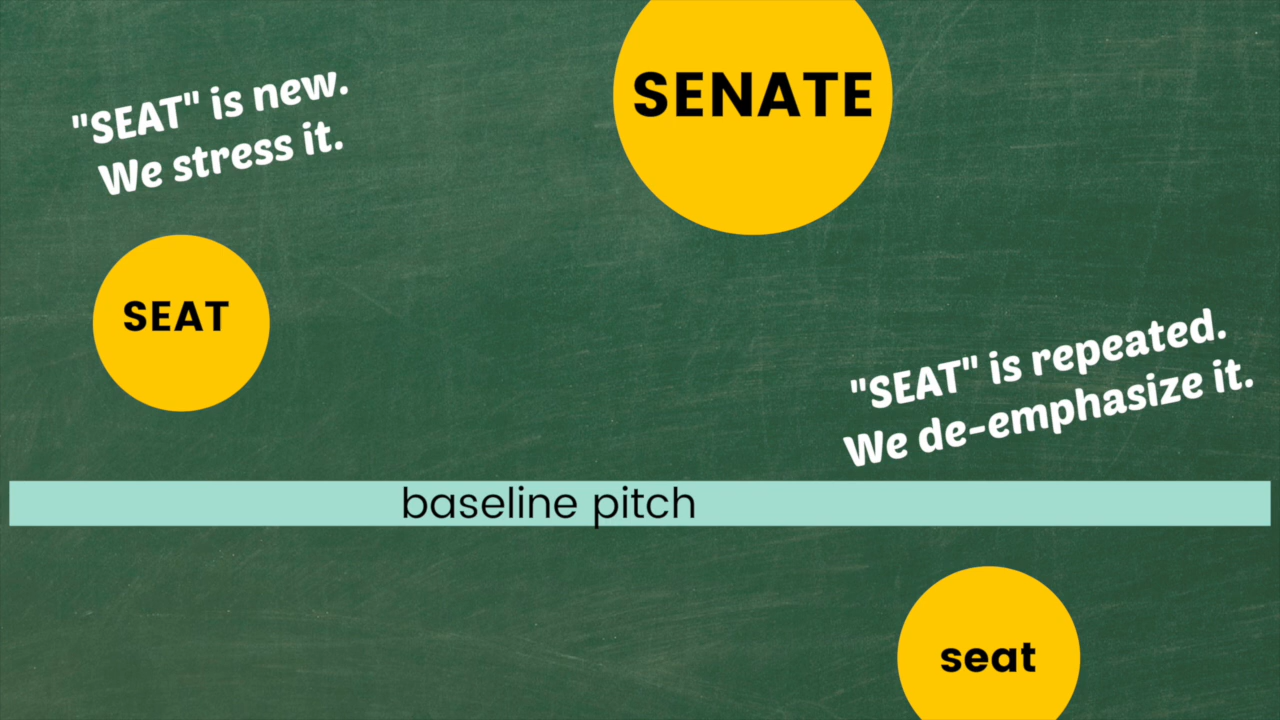 "SEAT" is new.
We stress it.
SENATE
SEAT
"SEAT" is repeated.
We de-emphasize it.
baseline pitch
seat